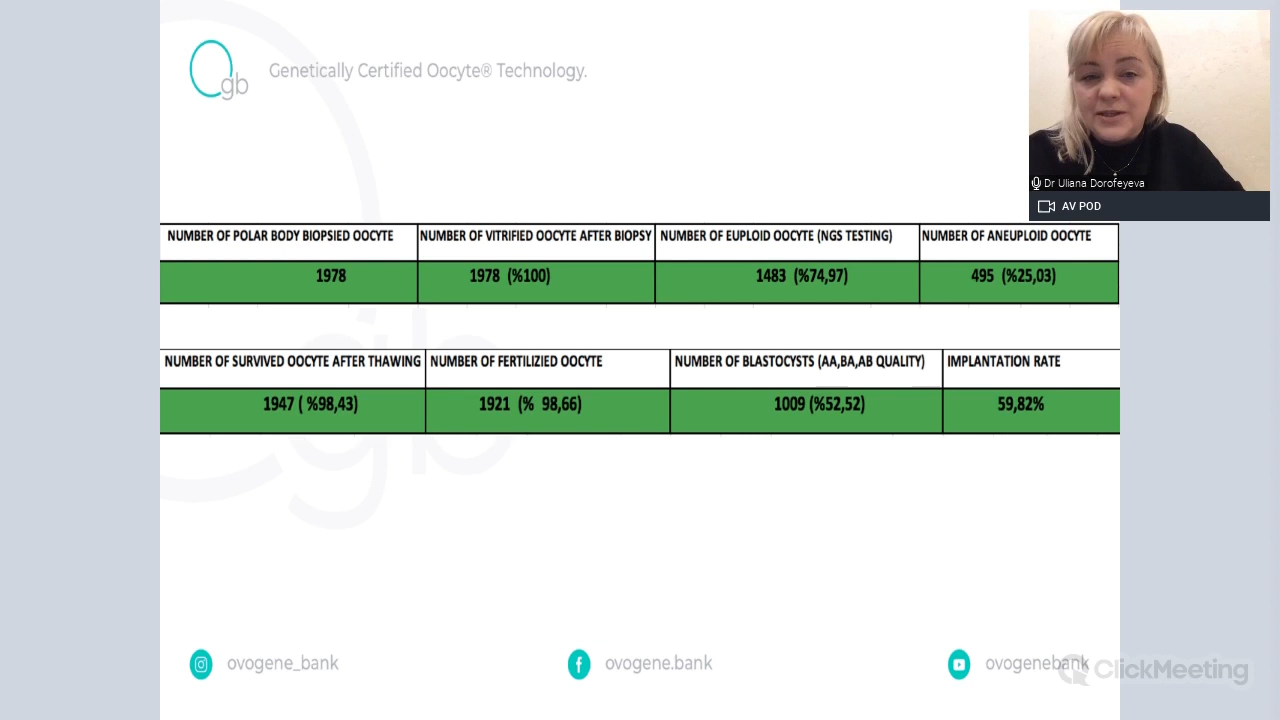 gb
Genetically Certified Oocyte® Technology.
Dr Uliana Dorofeyeva
AV POD
NUMBER OF POLAR BODY BIOPSIED OOCYTE
NUMBER OF VITRIFIED OOCYTE AFTER BIOPSY
NUMBER OF EUPLOID OOCYTE (NGS TESTING)
NUMBER OF ANEUPLOID OOCYTE
1978
1978 (%100)
1483 (%74,97)
495 (%25,03)
NUMBER OF SURVIVED OOCYTE AFTER THAWING
NUMBER OF FERTILIZIED OOCYTE
NUMBER OF BLASTOCYSTS (AA,BA,AB QUALITY)
IMPLANTATION RATE
1947 ( %98,43)
1921 (% 98,66)
1009 (%52,52)
59,82%
gb
ovogene_bank
ovogene.bank
ovogenebank
ClickMeeting